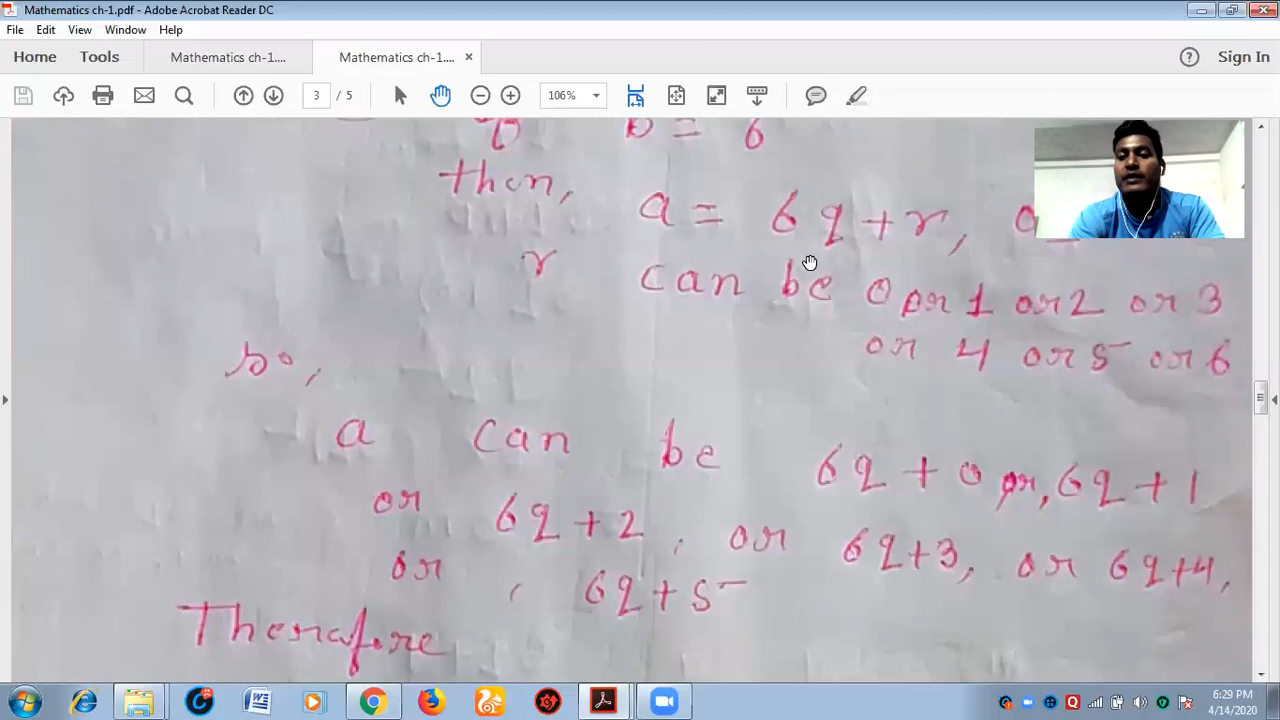 Mathematics ch-1.pdf - Adobe Acrobat Reader DC
File Edit View Window Help
Home Tools Mathematics ch-1.... Mathematics ch-1.... × Sign In
3 / 5 106%
b = 6
then, a = 6q + r,
r can be 0 or 1 or 2 or 3
or 4 or 5 or 6
so,
a can be 6q + 0 or, 6q + 1
or 6q + 2, or 6q+3, or 6q+4,
or, 6q + 5
Therefore
6:29 PM
4/14/2020